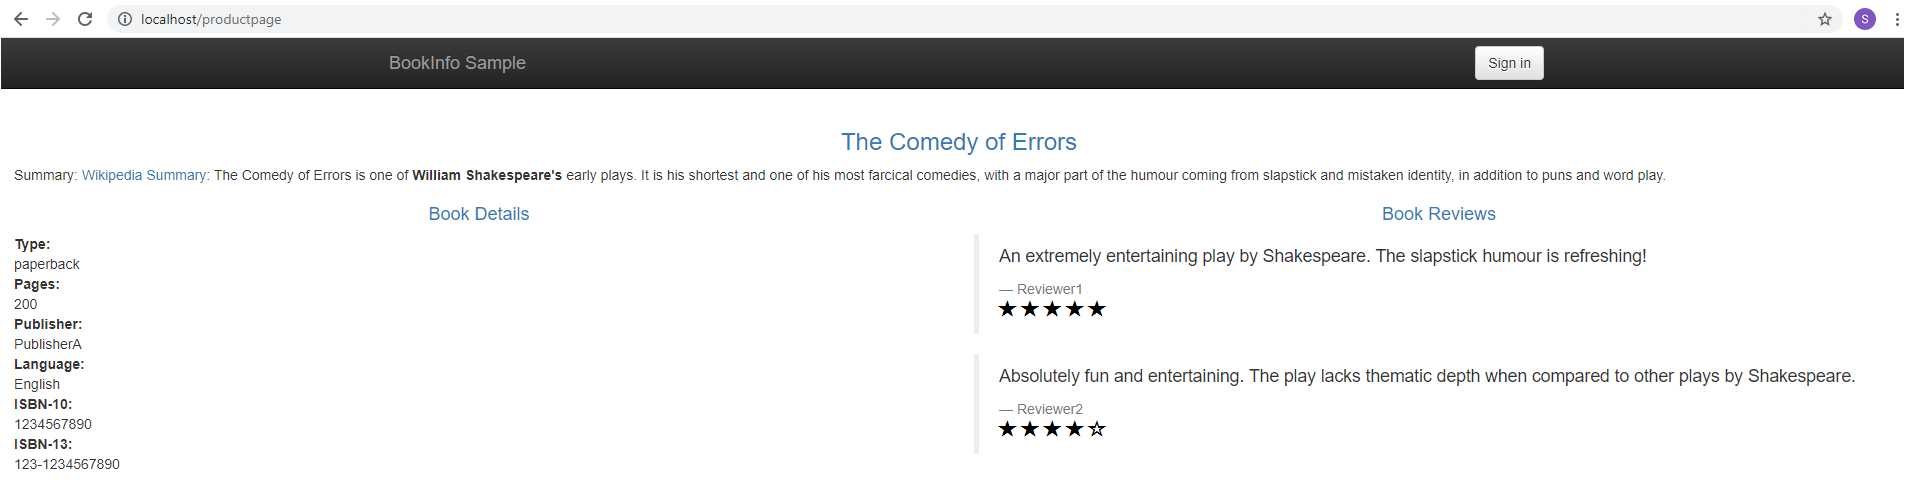 localhost/productpage
S
BookInfo Sample
Sign in
The Comedy of Errors
Summary: Wikipedia Summary: The Comedy of Errors is one of William Shakespeare's early plays. It is his shortest and one of his most farcical comedies, with a major part of the humour coming from slapstick and mistaken identity, in addition to puns and word play.
Book Details
Type:
paperback
Pages:
200
Publisher:
PublisherA
Language:
English
ISBN-10:
1234567890
ISBN-13:
123-1234567890
Book Reviews
An extremely entertaining play by Shakespeare. The slapstick humour is refreshing!
— Reviewer1
Absolutely fun and entertaining. The play lacks thematic depth when compared to other plays by Shakespeare.
— Reviewer2